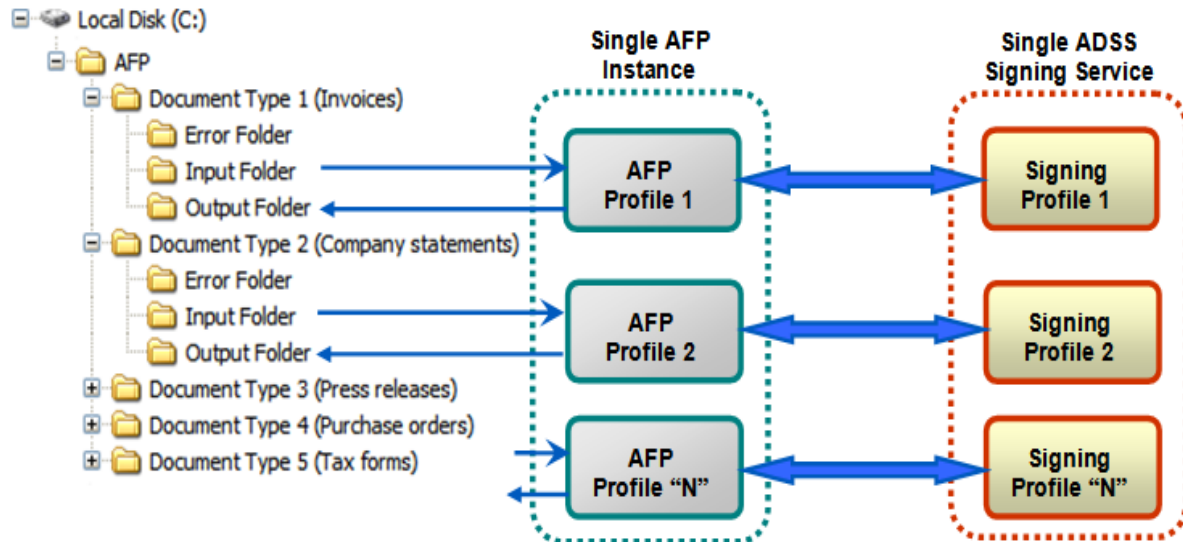 Local Disk (C:)
AFP
Document Type 1 (Invoices)
Error Folder
Input Folder
Output Folder
Document Type 2 (Company statements)
Error Folder
Input Folder
Output Folder
Document Type 3 (Press releases)
Document Type 4 (Purchase orders)
Document Type 5 (Tax forms)
Single AFP
Instance
AFP
Profile 1
AFP
Profile 2
AFP
Profile “N”
Single ADSS
Signing Service
Signing
Profile 1
Signing
Profile 2
Signing
Profile “N”